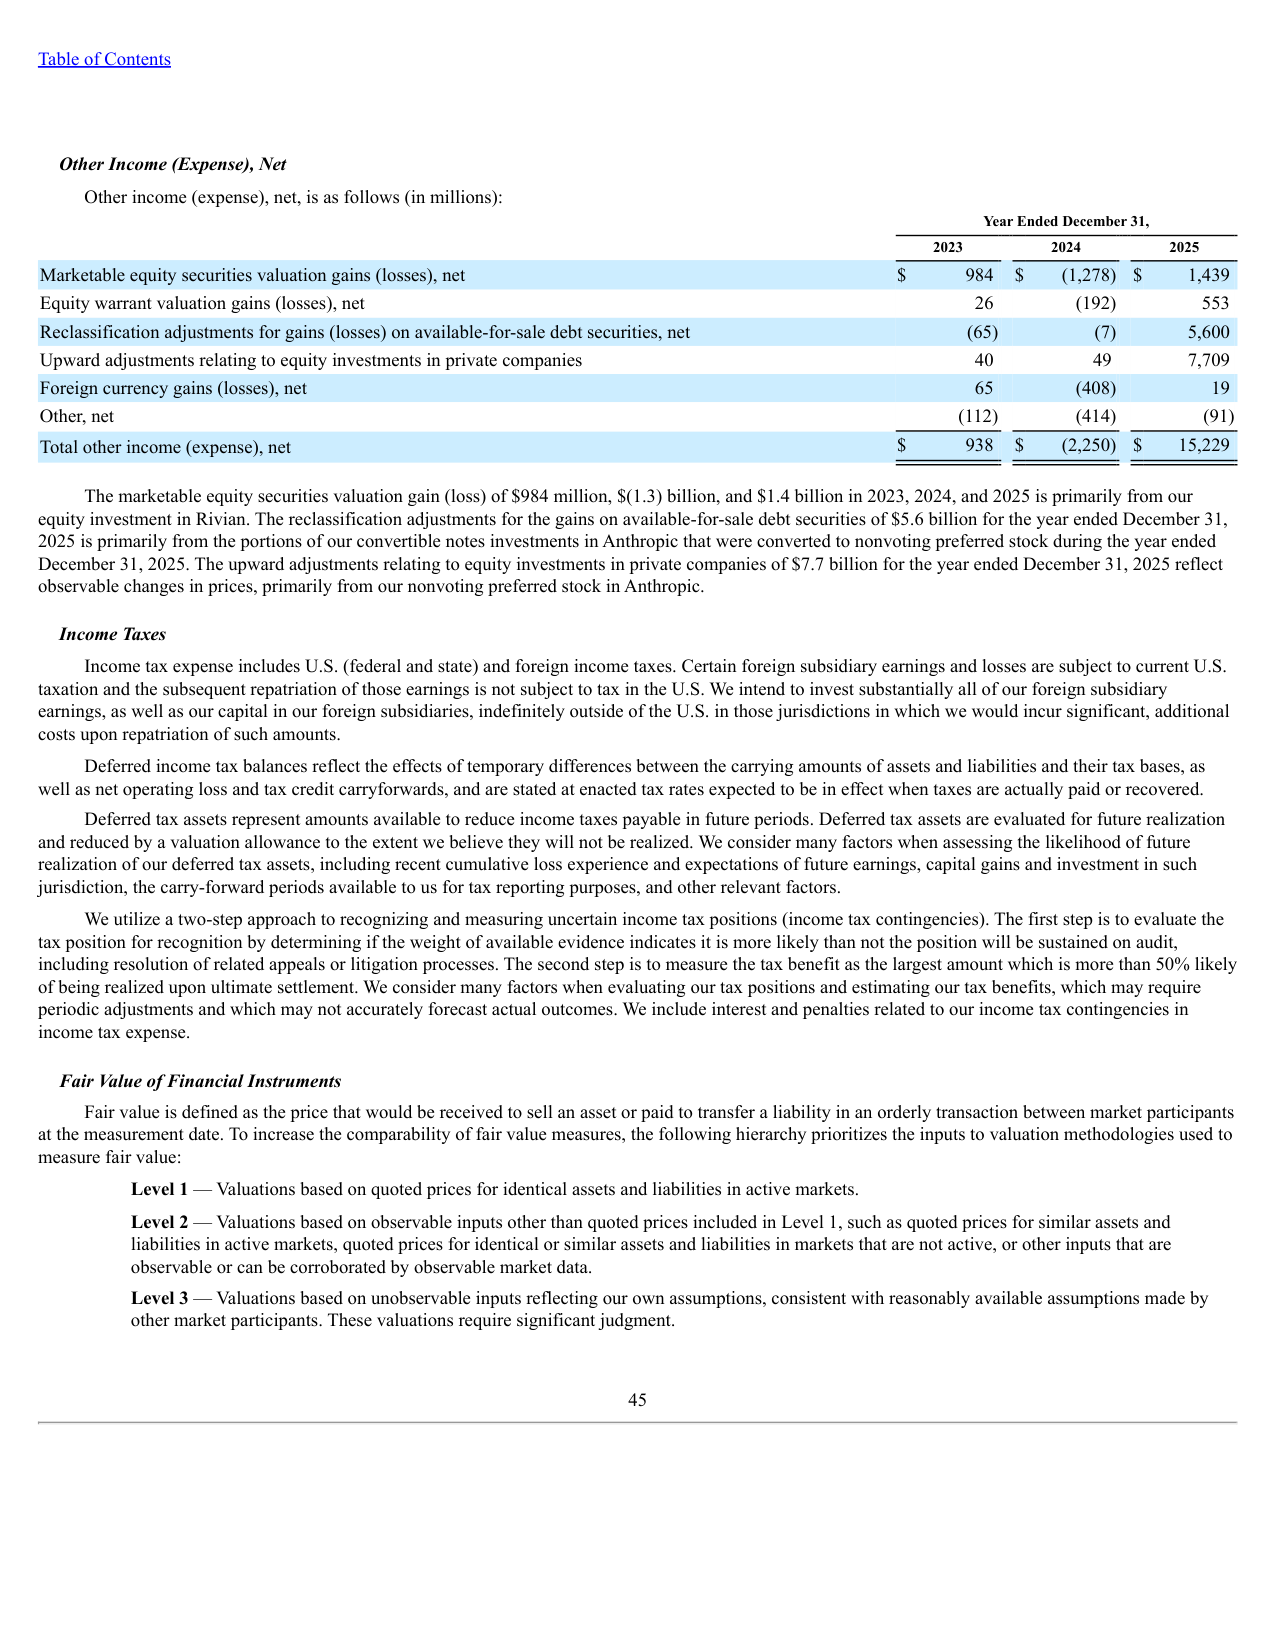 Table of Contents
Other Income (Expense), Net
Other income (expense), net, is as follows (in millions):
Year Ended December 31,
2023 2024 2025
Marketable equity securities valuation gains (losses), net $ 984 $ (1,278) $ 1,439
Equity warrant valuation gains (losses), net 26 (192) 553
Reclassification adjustments for gains (losses) on available-for-sale debt securities, net (65) (7) 5,600
Upward adjustments relating to equity investments in private companies 40 49 7,709
Foreign currency gains (losses), net 65 (408) 19
Other, net (112) (414) (91)
Total other income (expense), net $ 938 $ (2,250) $ 15,229
The marketable equity securities valuation gain (loss) of $984 million, $(1.3) billion, and $1.4 billion in 2023, 2024, and 2025 is primarily from our
equity investment in Rivian. The reclassification adjustments for the gains on available-for-sale debt securities of $5.6 billion for the year ended December 31,
2025 is primarily from the portions of our convertible notes investments in Anthropic that were converted to nonvoting preferred stock during the year ended
December 31, 2025. The upward adjustments relating to equity investments in private companies of $7.7 billion for the year ended December 31, 2025 reflect
observable changes in prices, primarily from our nonvoting preferred stock in Anthropic.
Income Taxes
Income tax expense includes U.S. (federal and state) and foreign income taxes. Certain foreign subsidiary earnings and losses are subject to current U.S.
taxation and the subsequent repatriation of those earnings is not subject to tax in the U.S. We intend to invest substantially all of our foreign subsidiary
earnings, as well as our capital in our foreign subsidiaries, indefinitely outside of the U.S. in those jurisdictions in which we would incur significant, additional
costs upon repatriation of such amounts.
Deferred income tax balances reflect the effects of temporary differences between the carrying amounts of assets and liabilities and their tax bases, as
well as net operating loss and tax credit carryforwards, and are stated at enacted tax rates expected to be in effect when taxes are actually paid or recovered.
Deferred tax assets represent amounts available to reduce income taxes payable in future periods. Deferred tax assets are evaluated for future realization
and reduced by a valuation allowance to the extent we believe they will not be realized. We consider many factors when assessing the likelihood of future
realization of our deferred tax assets, including recent cumulative loss experience and expectations of future earnings, capital gains and investment in such
jurisdiction, the carry-forward periods available to us for tax reporting purposes, and other relevant factors.
We utilize a two-step approach to recognizing and measuring uncertain income tax positions (income tax contingencies). The first step is to evaluate the
tax position for recognition by determining if the weight of available evidence indicates it is more likely than not the position will be sustained on audit,
including resolution of related appeals or litigation processes. The second step is to measure the tax benefit as the largest amount which is more than 50% likely
of being realized upon ultimate settlement. We consider many factors when evaluating our tax positions and estimating our tax benefits, which may require
periodic adjustments and which may not accurately forecast actual outcomes. We include interest and penalties related to our income tax contingencies in
income tax expense.
Fair Value of Financial Instruments
Fair value is defined as the price that would be received to sell an asset or paid to transfer a liability in an orderly transaction between market participants
at the measurement date. To increase the comparability of fair value measures, the following hierarchy prioritizes the inputs to valuation methodologies used to
measure fair value:
Level 1 — Valuations based on quoted prices for identical assets and liabilities in active markets.
Level 2 — Valuations based on observable inputs other than quoted prices included in Level 1, such as quoted prices for similar assets and
liabilities in active markets, quoted prices for identical or similar assets and liabilities in markets that are not active, or other inputs that are
observable or can be corroborated by observable market data.
Level 3 — Valuations based on unobservable inputs reflecting our own assumptions, consistent with reasonably available assumptions made by
other market participants. These valuations require significant judgment.
45